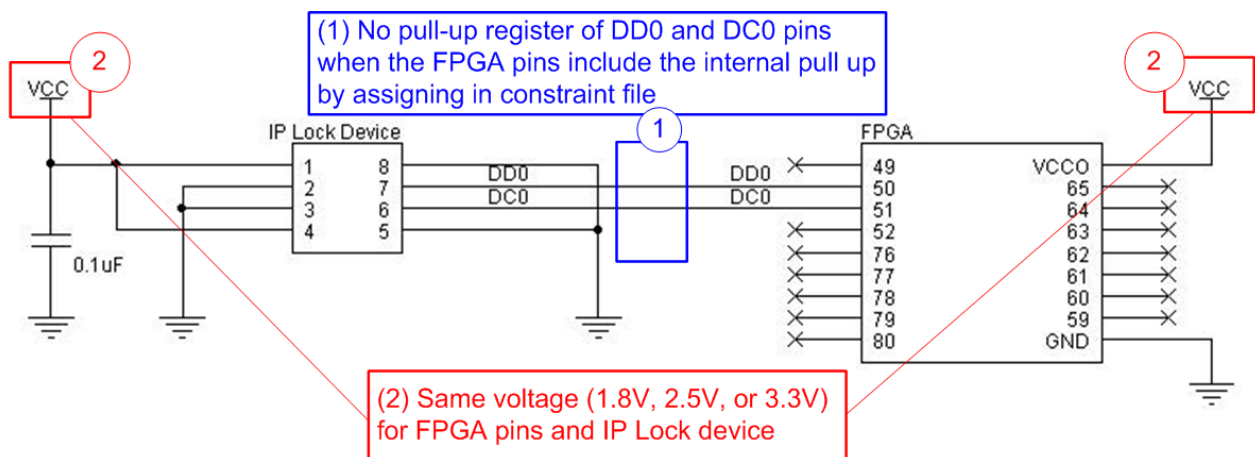 (1) No pull-up register of DD0 and DC0 pins
when the FPGA pins include the internal pull up
by assigning in constraint file
2
VCC
2
VCC
1
IP Lock Device
1
2
3
4
8
7
6
5
DD0
DC0
DD0
DC0
0.1uF
FPGA
49
50
51
52
76
77
78
79
80
VCCO
65
64
63
62
61
60
59
GND
(2) Same voltage (1.8V, 2.5V, or 3.3V)
for FPGA pins and IP Lock device